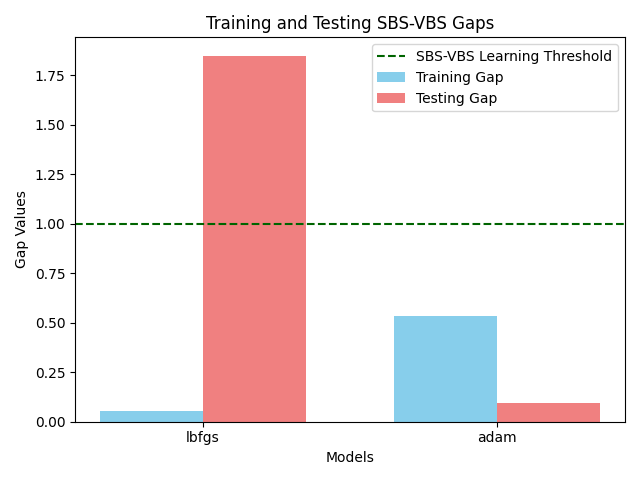 Training and Testing SBS-VBS Gaps
SBS-VBS Learning Threshold
Training Gap
Testing Gap
Gap Values
1.75
1.50
1.25
1.00
0.75
0.50
0.25
0.00
lbfgs
adam
Models